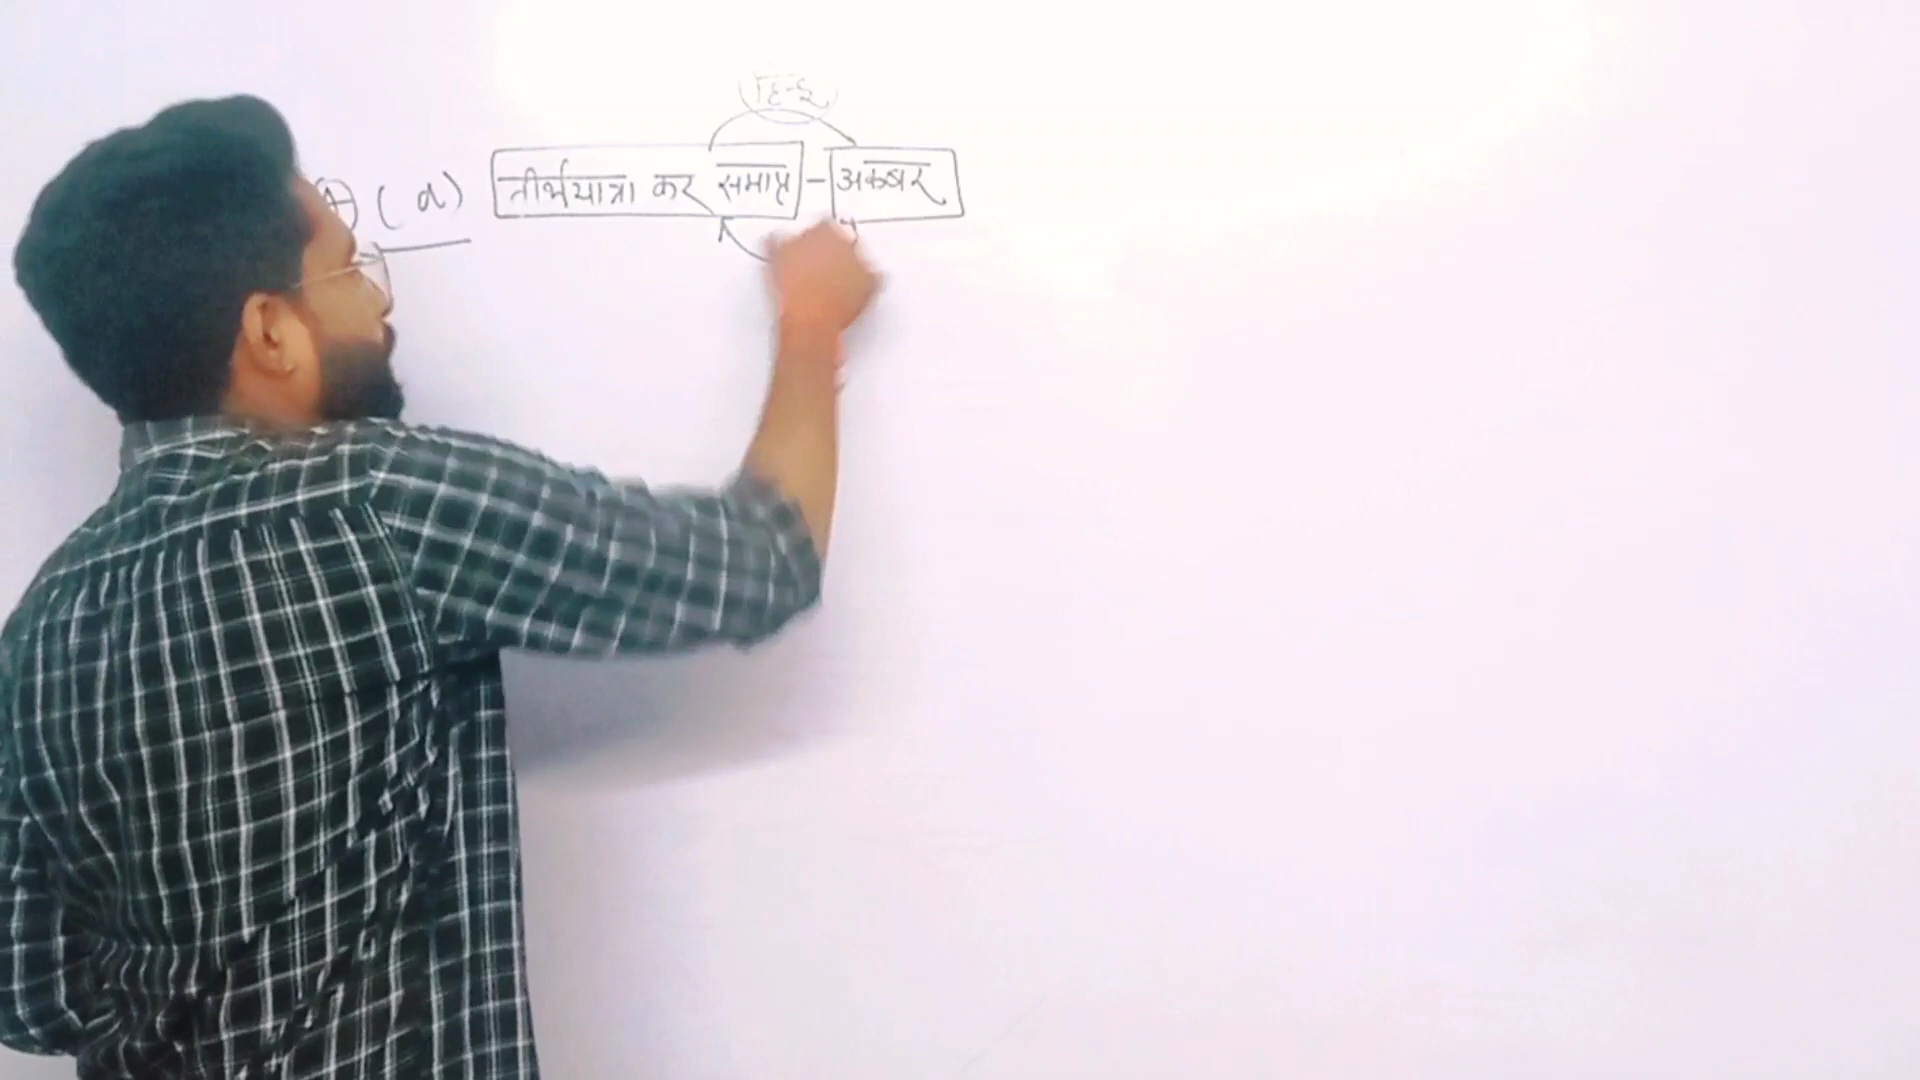 हिन्दू
(a) तीर्थयात्रा कर समाप्त - अकबर